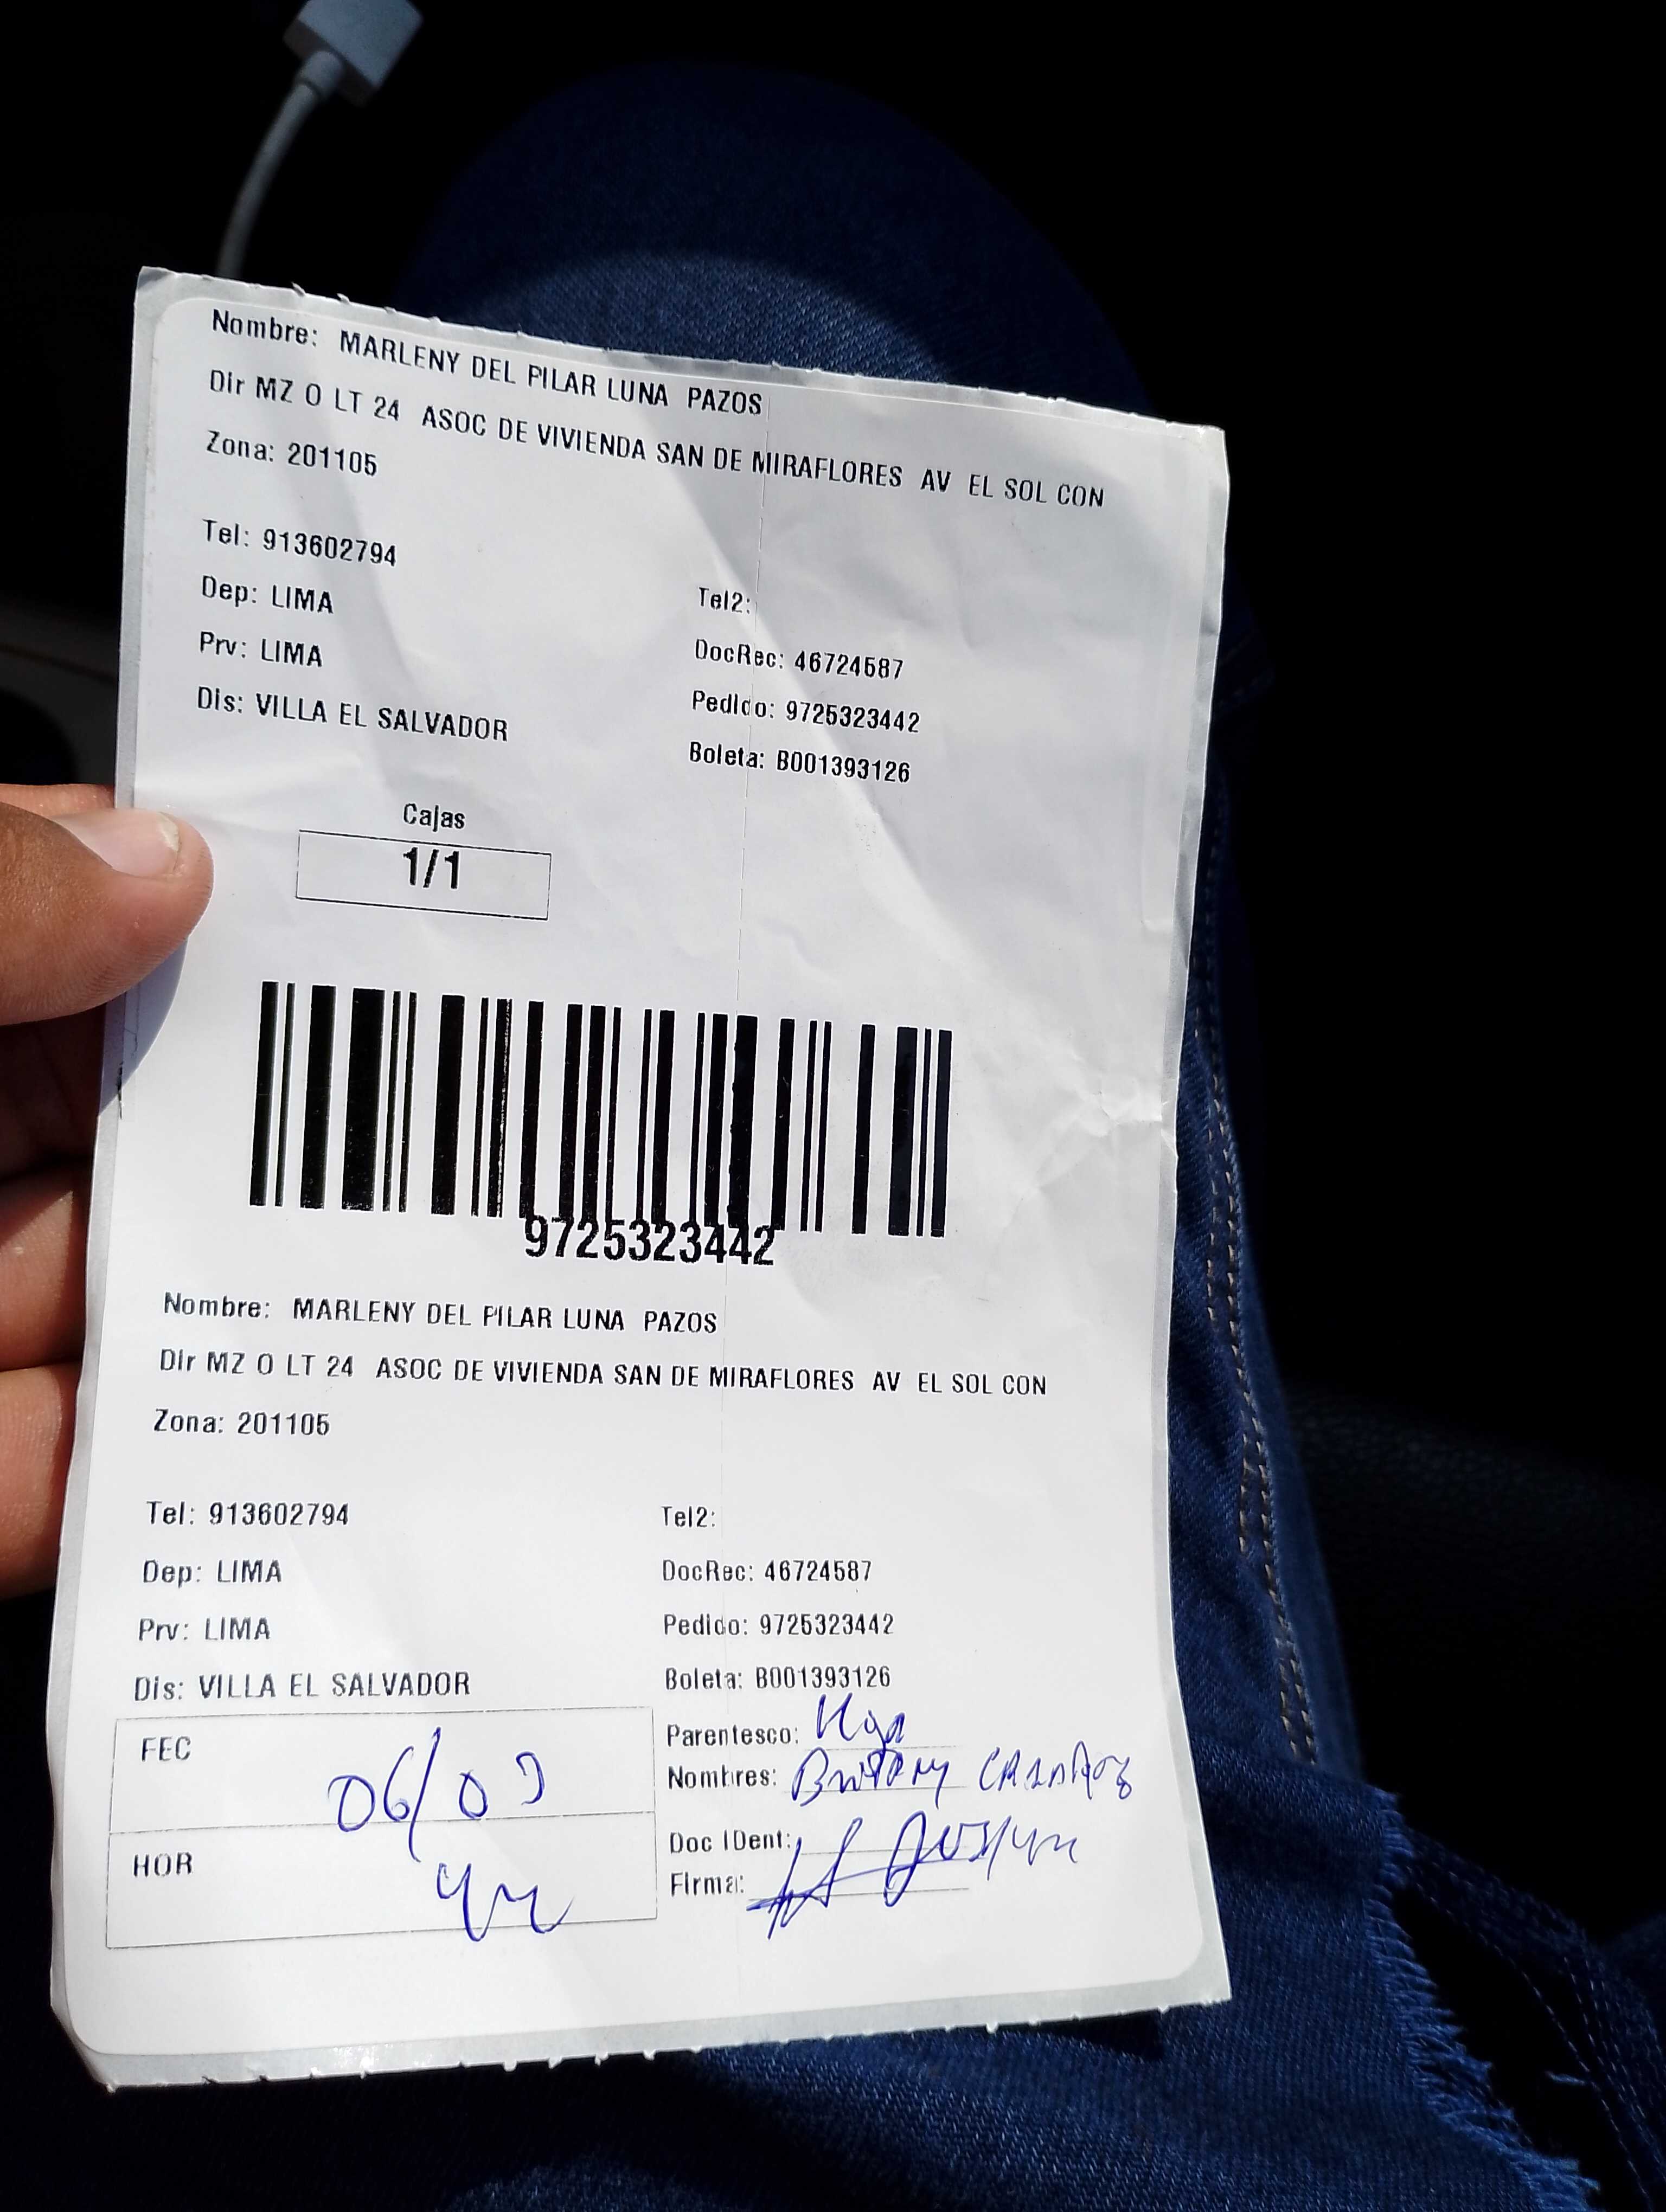 Nombre: MARLENY DEL PILAR LUNA PAZOS
Dir MZ O LT 24 ASOC DE VIVIENDA SAN DE MIRAFLORES AV EL SOL CON
Zona: 201105
Tel: 913602794
Tel2:
Dep: LIMA
DocRec: 46724587
Prv: LIMA
Pedido: 9725323442
Dis: VILLA EL SALVADOR
Boleta: B001393126
Cajas
1/1
9725323442
Nombre: MARLENY DEL PILAR LUNA PAZOS
Dir MZ O LT 24 ASOC DE VIVIENDA SAN DE MIRAFLORES AV EL SOL CON
Zona: 201105
Tel: 913602794
Tel2:
Dep: LIMA
DocRec: 46724587
Prv: LIMA
Pedido: 9725323442
Dis: VILLA EL SALVADOR
Boleta: B001393126
FEC 06/03
Parentesco:
Nombres:
HOR
Doc IDent:
Firma: